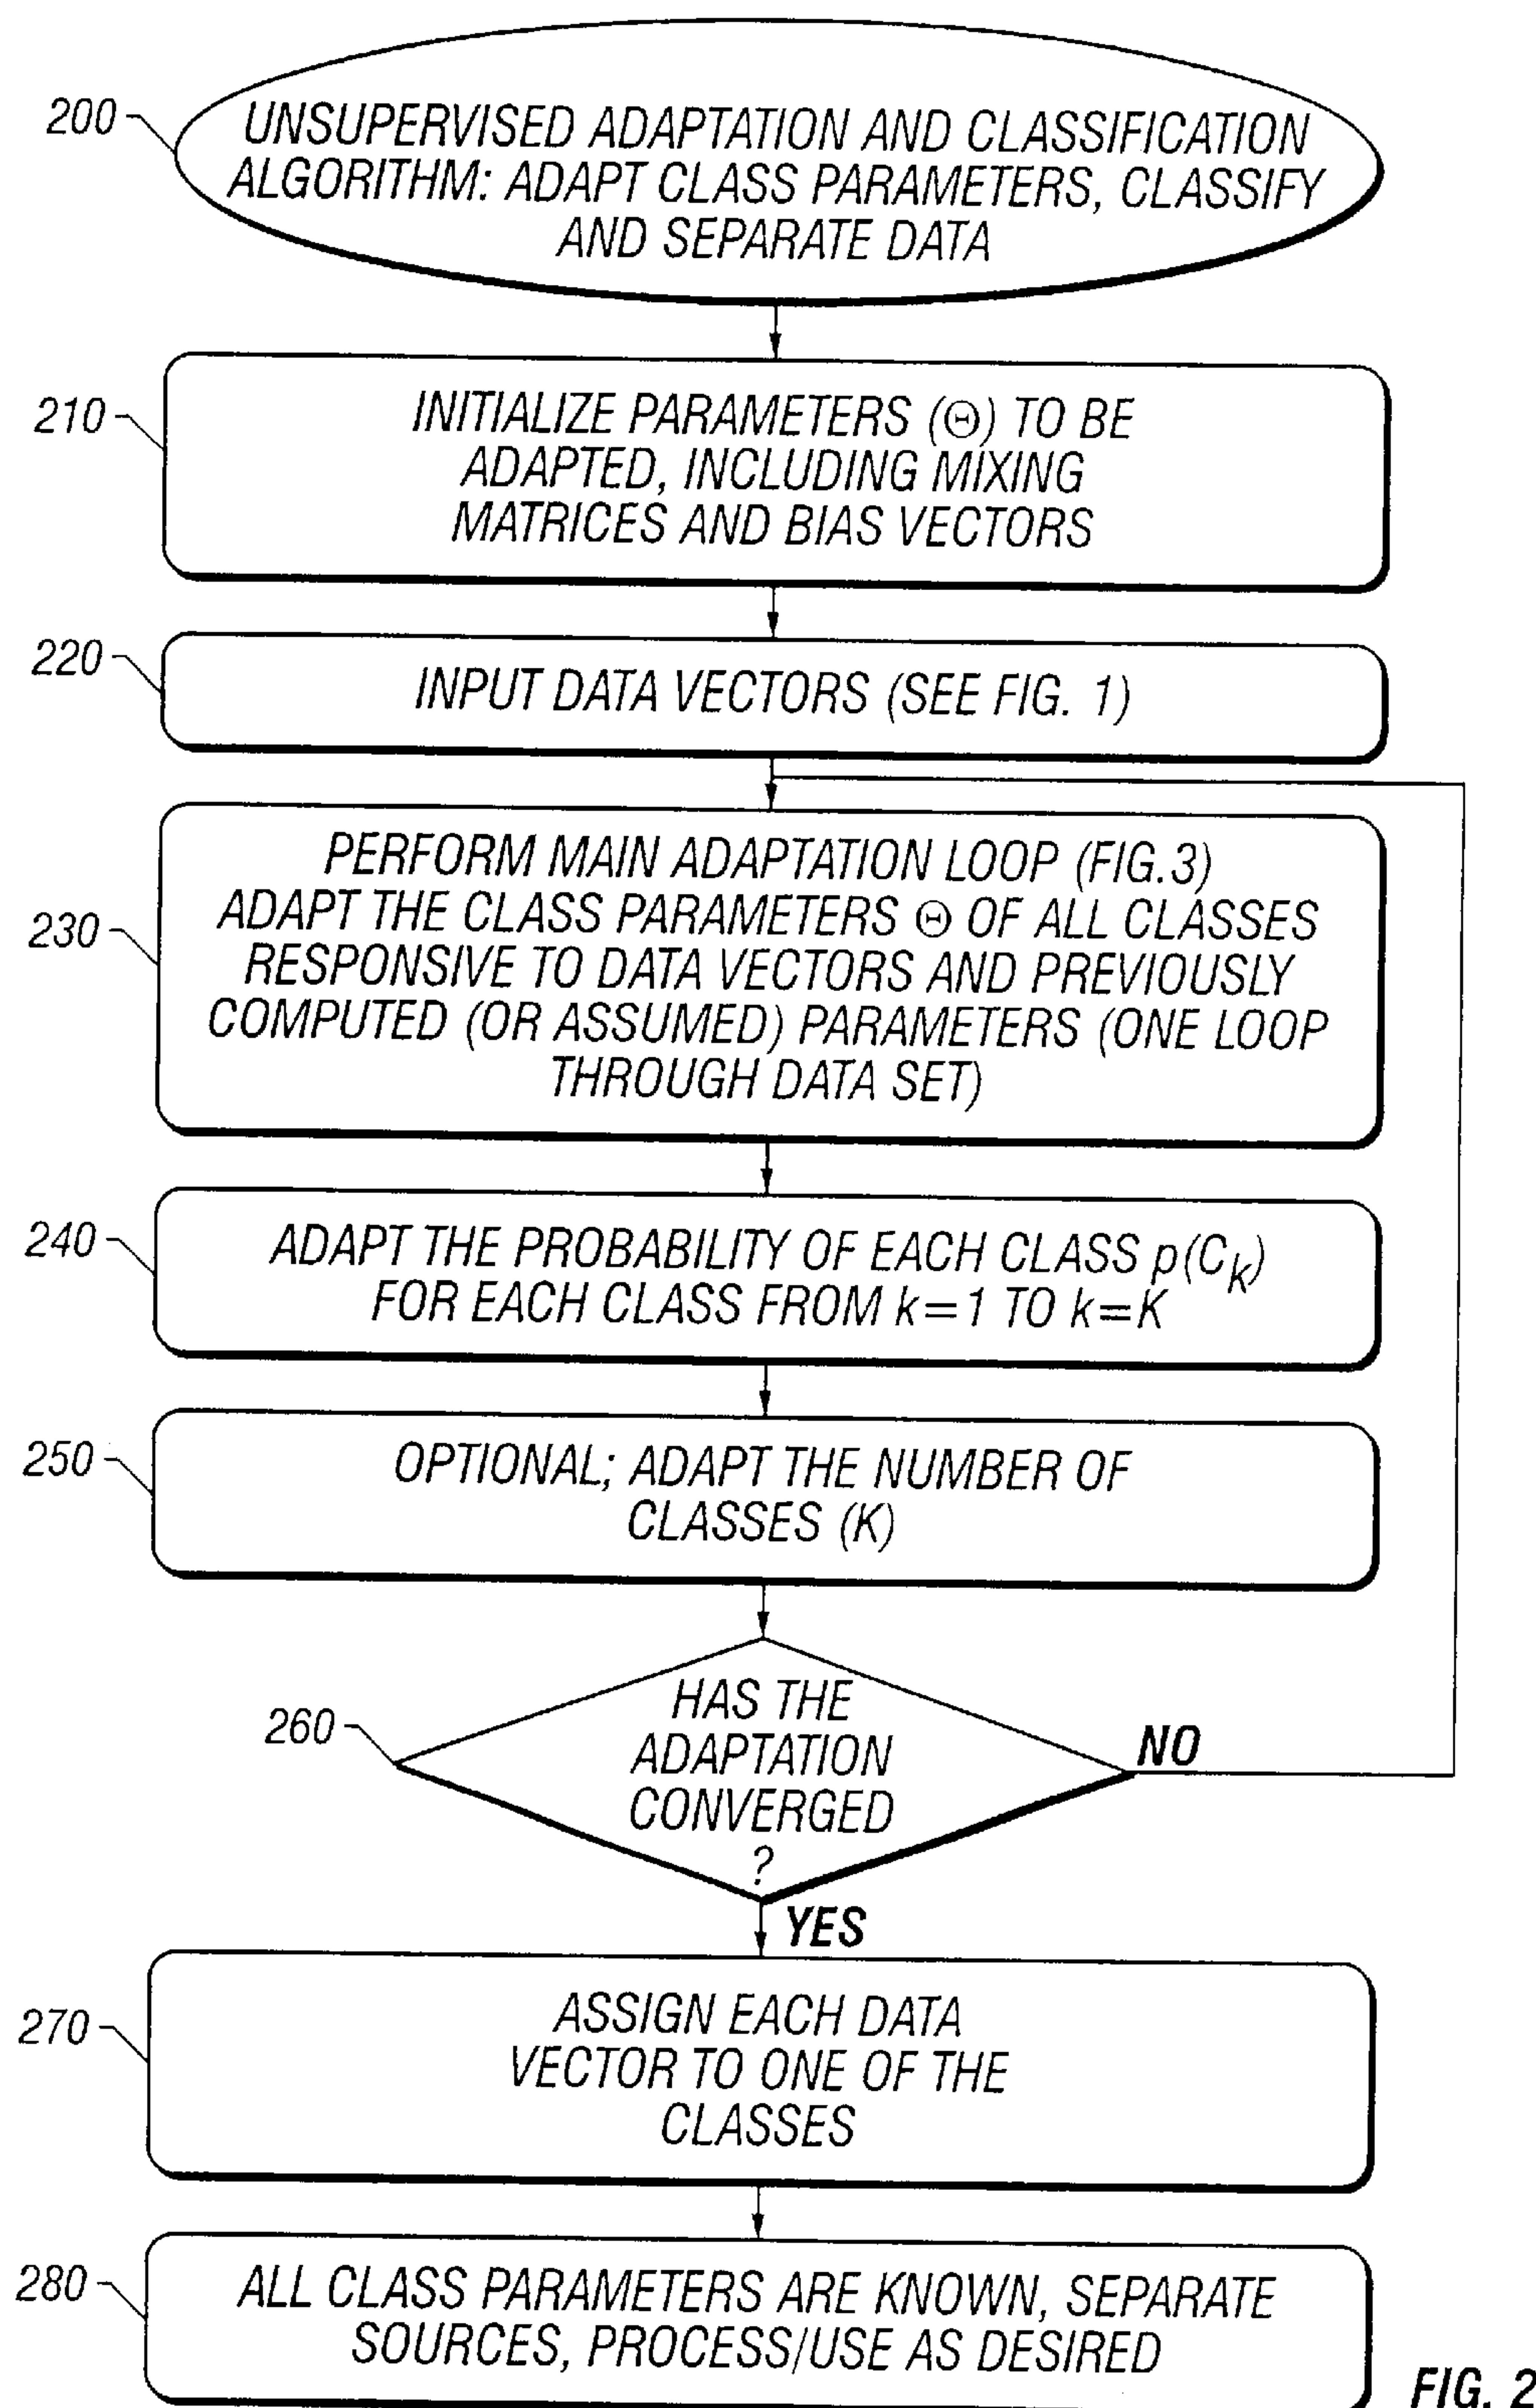 200
UNSUPERVISED ADAPTATION AND CLASSIFICATION
ALGORITHM: ADAPT CLASS PARAMETERS, CLASSIFY
AND SEPARATE DATA
210
INITIALIZE PARAMETERS (Θ) TO BE
ADAPTED, INCLUDING MIXING
MATRICES AND BIAS VECTORS
220
INPUT DATA VECTORS (SEE FIG. 1)
230
PERFORM MAIN ADAPTATION LOOP (FIG.3)
ADAPT THE CLASS PARAMETERS Θ OF ALL CLASSES
RESPONSIVE TO DATA VECTORS AND PREVIOUSLY
COMPUTED (OR ASSUMED) PARAMETERS (ONE LOOP
THROUGH DATA SET)
240
ADAPT THE PROBABILITY OF EACH CLASS p(Ck)
FOR EACH CLASS FROM k=1 TO k=K
250
OPTIONAL; ADAPT THE NUMBER OF
CLASSES (K)
260
HAS THE
ADAPTATION
CONVERGED
?
NO
YES
270
ASSIGN EACH DATA
VECTOR TO ONE OF THE
CLASSES
280
ALL CLASS PARAMETERS ARE KNOWN, SEPARATE
SOURCES, PROCESS/USE AS DESIRED
FIG. 2